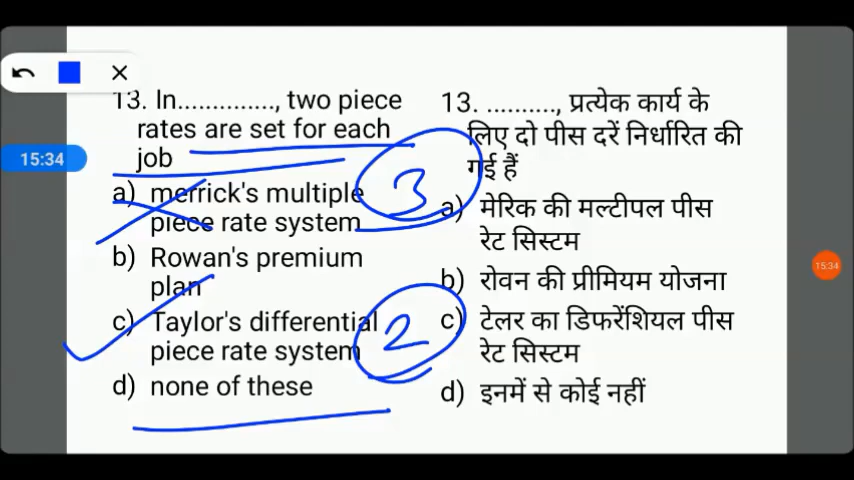 13. In.............., two piece
rates are set for each
job
a) merrick's multiple
piece rate system
b) Rowan's premium
plan
c) Taylor's differential
piece rate system
d) none of these
3
2
13. .........., प्रत्येक कार्य के
लिए दो पीस दरें निर्धारित की
गई हैं
a) मेरिक की मल्टीपल पीस
रेट सिस्टम
b) रोवन की प्रीमियम योजना
c) टेलर का डिफरेंशियल पीस
रेट सिस्टम
d) इनमें से कोई नहीं
15:34
15:34